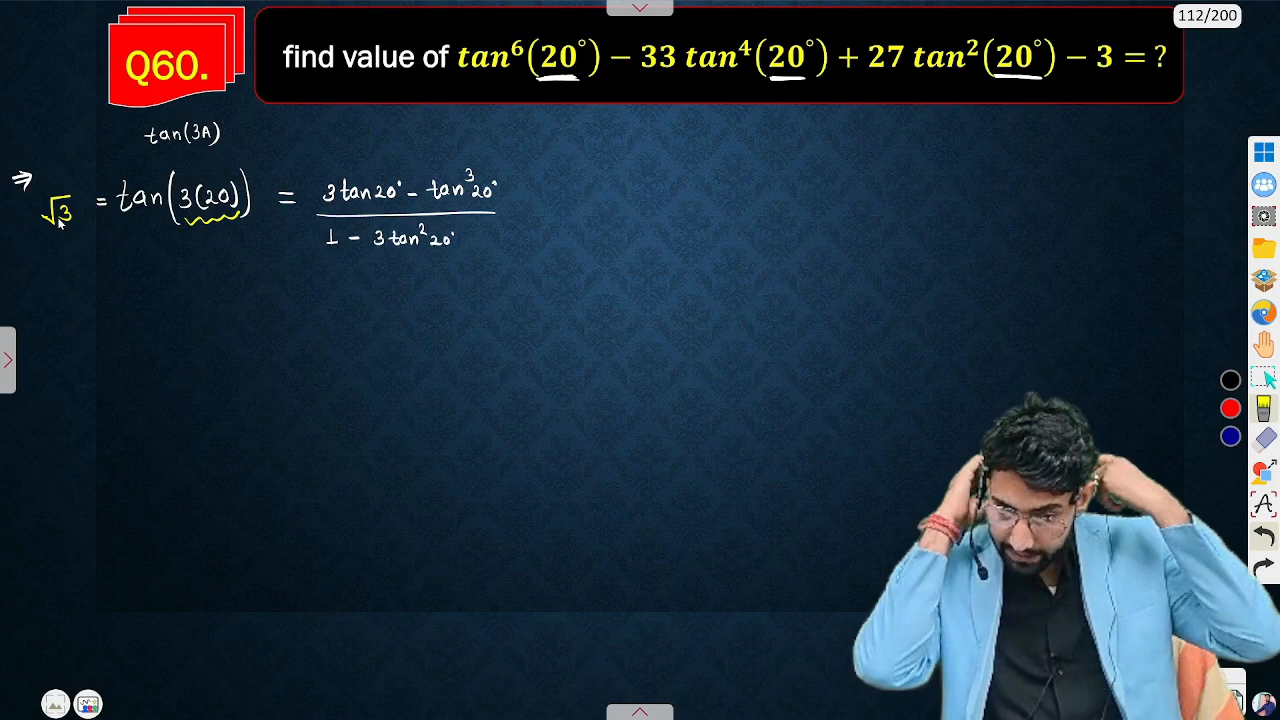 112/200
Q60.
find value of tan⁶(20°) − 33 tan⁴(20°) + 27 tan²(20°) − 3 = ?
tan(3A)
⇒ √3 = tan(3(20)) = 3tan20° − tan³20°
1 − 3tan²20°
A